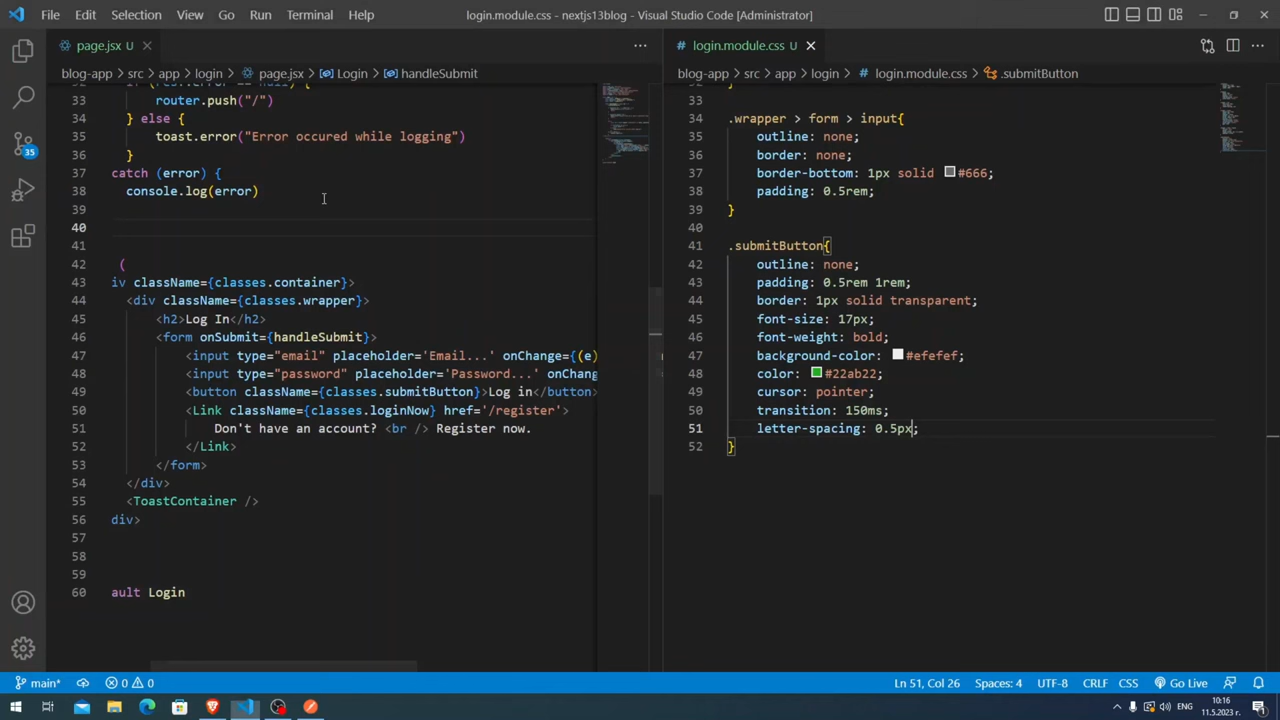 File Edit Selection View Go Run Terminal Help
login.module.css - nextjs13blog - Visual Studio Code [Administrator]
page.jsx U
blog-app > src > app > login > page.jsx > Login > handleSubmit
33 router.push("/")
34 } else {
35 toast.error("Error occured while logging")
36 }
37 catch (error) {
38 console.log(error)
39
40
41
42 (
43 iv className={classes.container}>
44 <div className={classes.wrapper}>
45 <h2>Log In</h2>
46 <form onSubmit={handleSubmit}>
47 <input type="email" placeholder='Email...' onChange={(e)
48 <input type="password" placeholder='Password...' onChang
49 <button className={classes.submitButton}>Log in</button>
50 <Link className={classes.loginNow} href='/register'>
51 Don't have an account? <br /> Register now.
52 </Link>
53 </form>
54 </div>
55 <ToastContainer />
56 div>
57
58
59
60 ault Login
login.module.css U
blog-app > src > app > login > login.module.css > .submitButton
33
34 .wrapper > form > input{
35 outline: none;
36 border: none;
37 border-bottom: 1px solid #666;
38 padding: 0.5rem;
39 }
40
41 .submitButton{
42 outline: none;
43 padding: 0.5rem 1rem;
44 border: 1px solid transparent;
45 font-size: 17px;
46 font-weight: bold;
47 background-color: #efefef;
48 color: #22ab22;
49 cursor: pointer;
50 transition: 150ms;
51 letter-spacing: 0.5px;
52 }
35
main* 0 0 Ln 51, Col 26 Spaces: 4 UTF-8 CRLF CSS Go Live
ENG 10:16
11.5.2023 г.